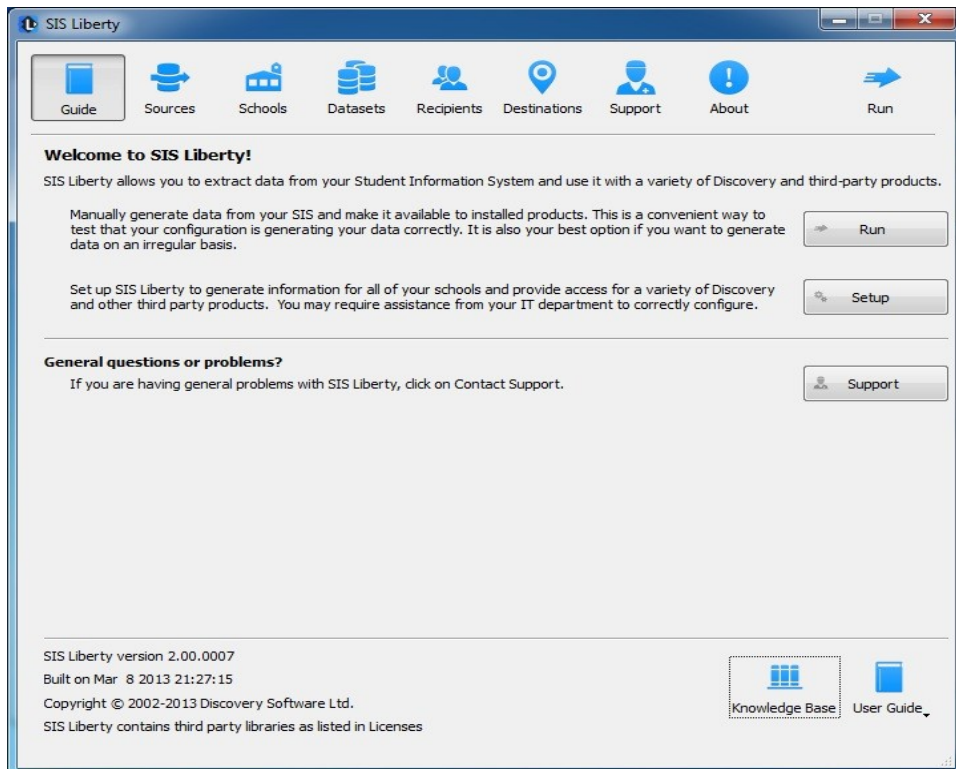 SIS Liberty
Guide Sources Schools Datasets Recipients Destinations Support About Run
Welcome to SIS Liberty!
SIS Liberty allows you to extract data from your Student Information System and use it with a variety of Discovery and third-party products.
Manually generate data from your SIS and make it available to installed products. This is a convenient way to
test that your configuration is generating your data correctly. It is also your best option if you want to generate
data on an irregular basis.
Run
Set up SIS Liberty to generate information for all of your schools and provide access for a variety of Discovery
and other third party products.  You may require assistance from your IT department to correctly configure.
Setup
General questions or problems?
If you are having general problems with SIS Liberty, click on Contact Support.
Support
SIS Liberty version 2.00.0007
Built on Mar  8 2013 21:27:15
Copyright © 2002-2013 Discovery Software Ltd.
SIS Liberty contains third party libraries as listed in Licenses
Knowledge Base User Guide